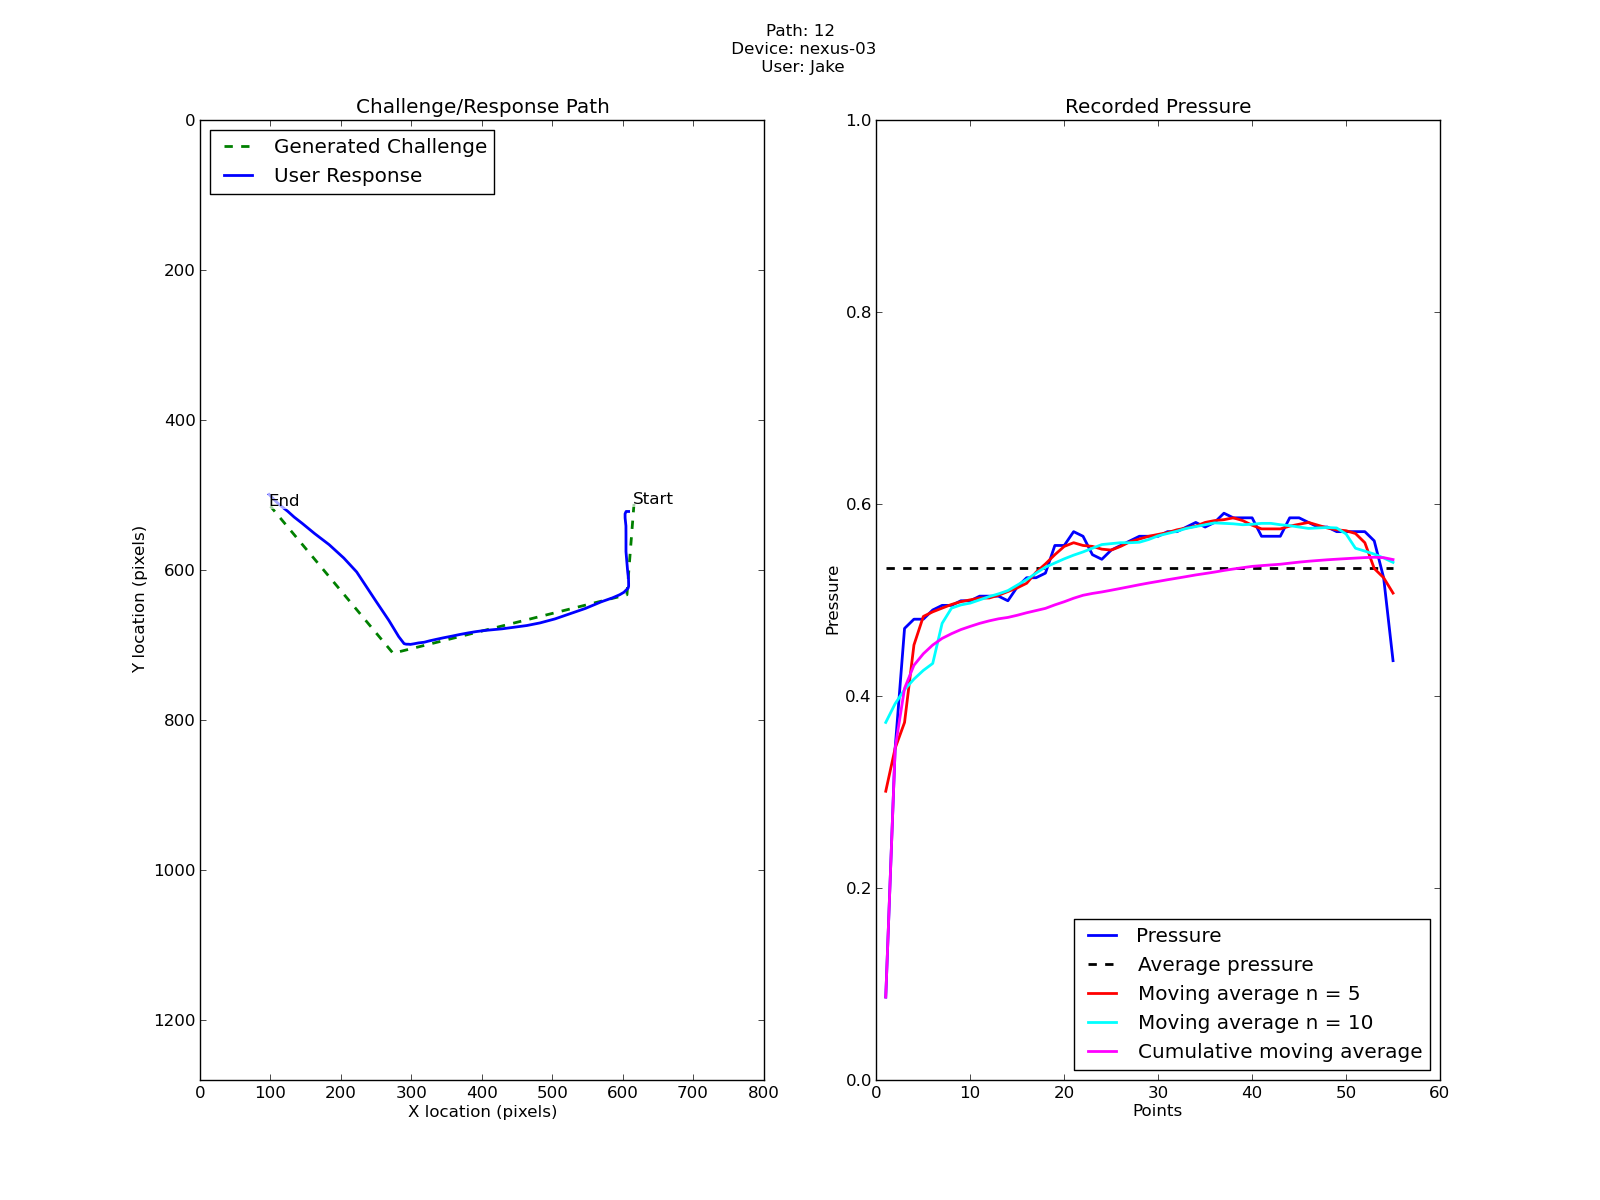 Path: 12
Device: nexus-03
User: Jake
Challenge/Response Path
Generated Challenge
User Response
0
200
400
600
800
1000
1200
Y location (pixels)
End
Start
0 100 200 300 400 500 600 700 800
X location (pixels)
Recorded Pressure
1.0
0.8
0.6
0.4
0.2
0.0
Pressure
Pressure
Average pressure
Moving average n = 5
Moving average n = 10
Cumulative moving average
0 10 20 30 40 50 60
Points